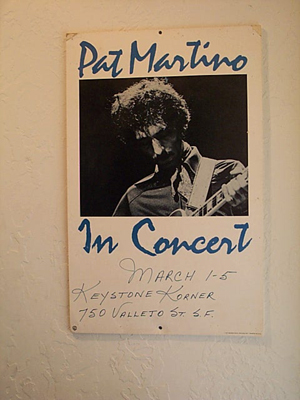 Pat Martino
In Concert
MARCH 1-5
KEYSTONE KORNER
750 VALLETO ST. S.F.